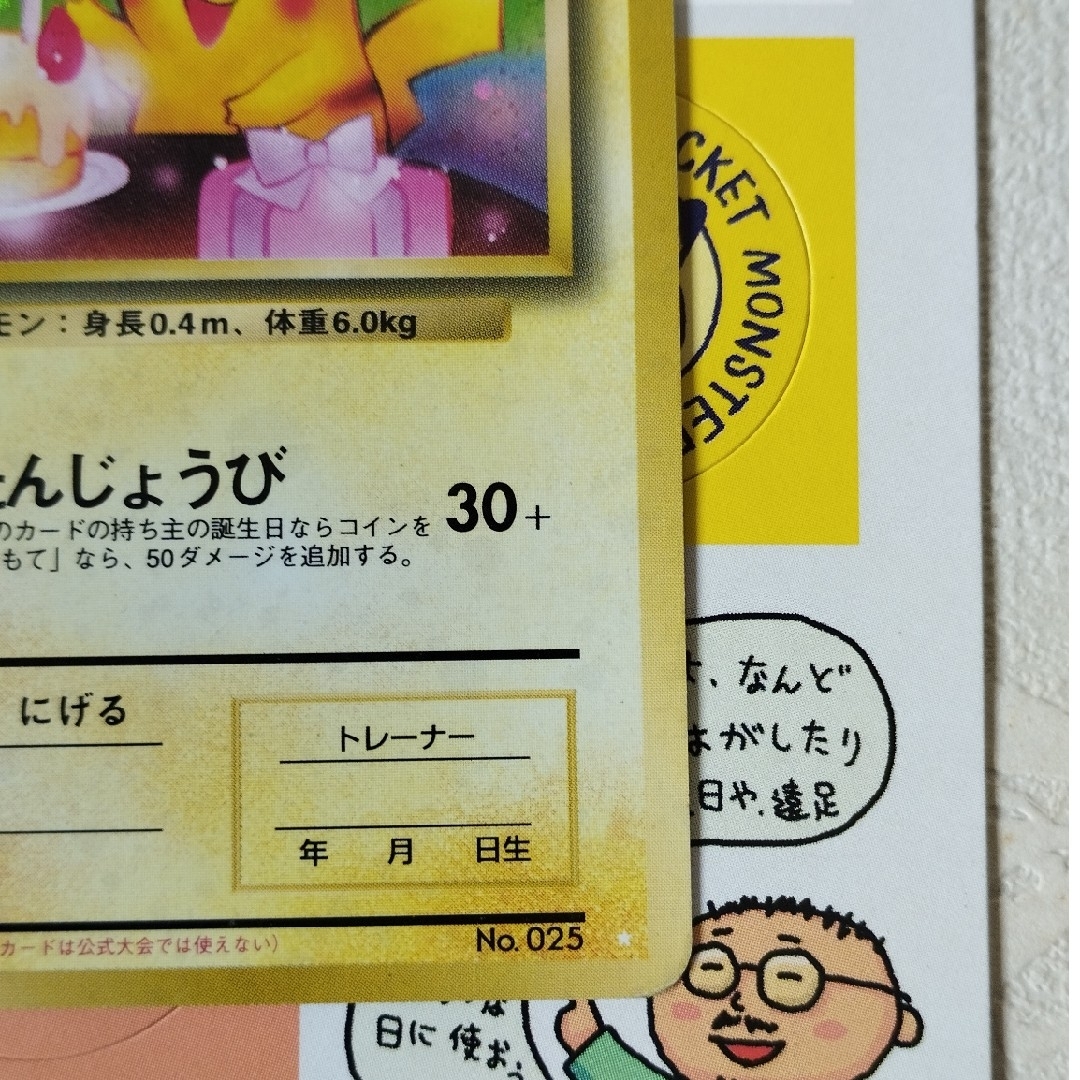 モン：身長0.4m、体重6.0kg
んじょうび
30+
のカードの持ち主の誕生日ならコインを
もて」なら、50ダメージを追加する。
にげる
トレーナー
年 月 日生
カードは公式大会では使えない）
No. 025
CKET MONSTER
、なんど
はがしたり
日や、遠足
な
日に使お、